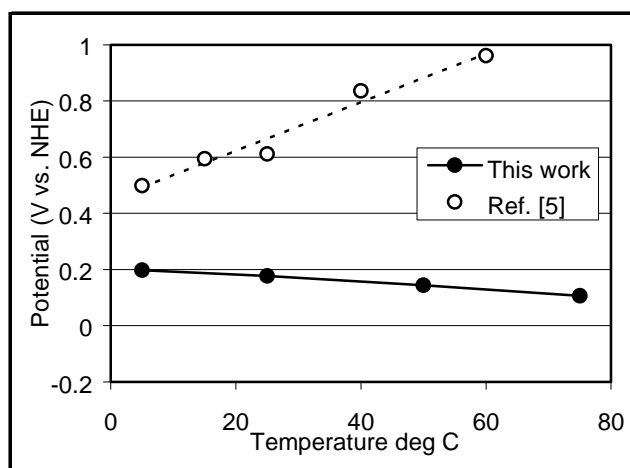 1
0.8
0.6
0.4
0.2
0
-0.2
Potential (V vs. NHE)
This work
Ref. [5]
0 20 40 60 80
Temperature deg C